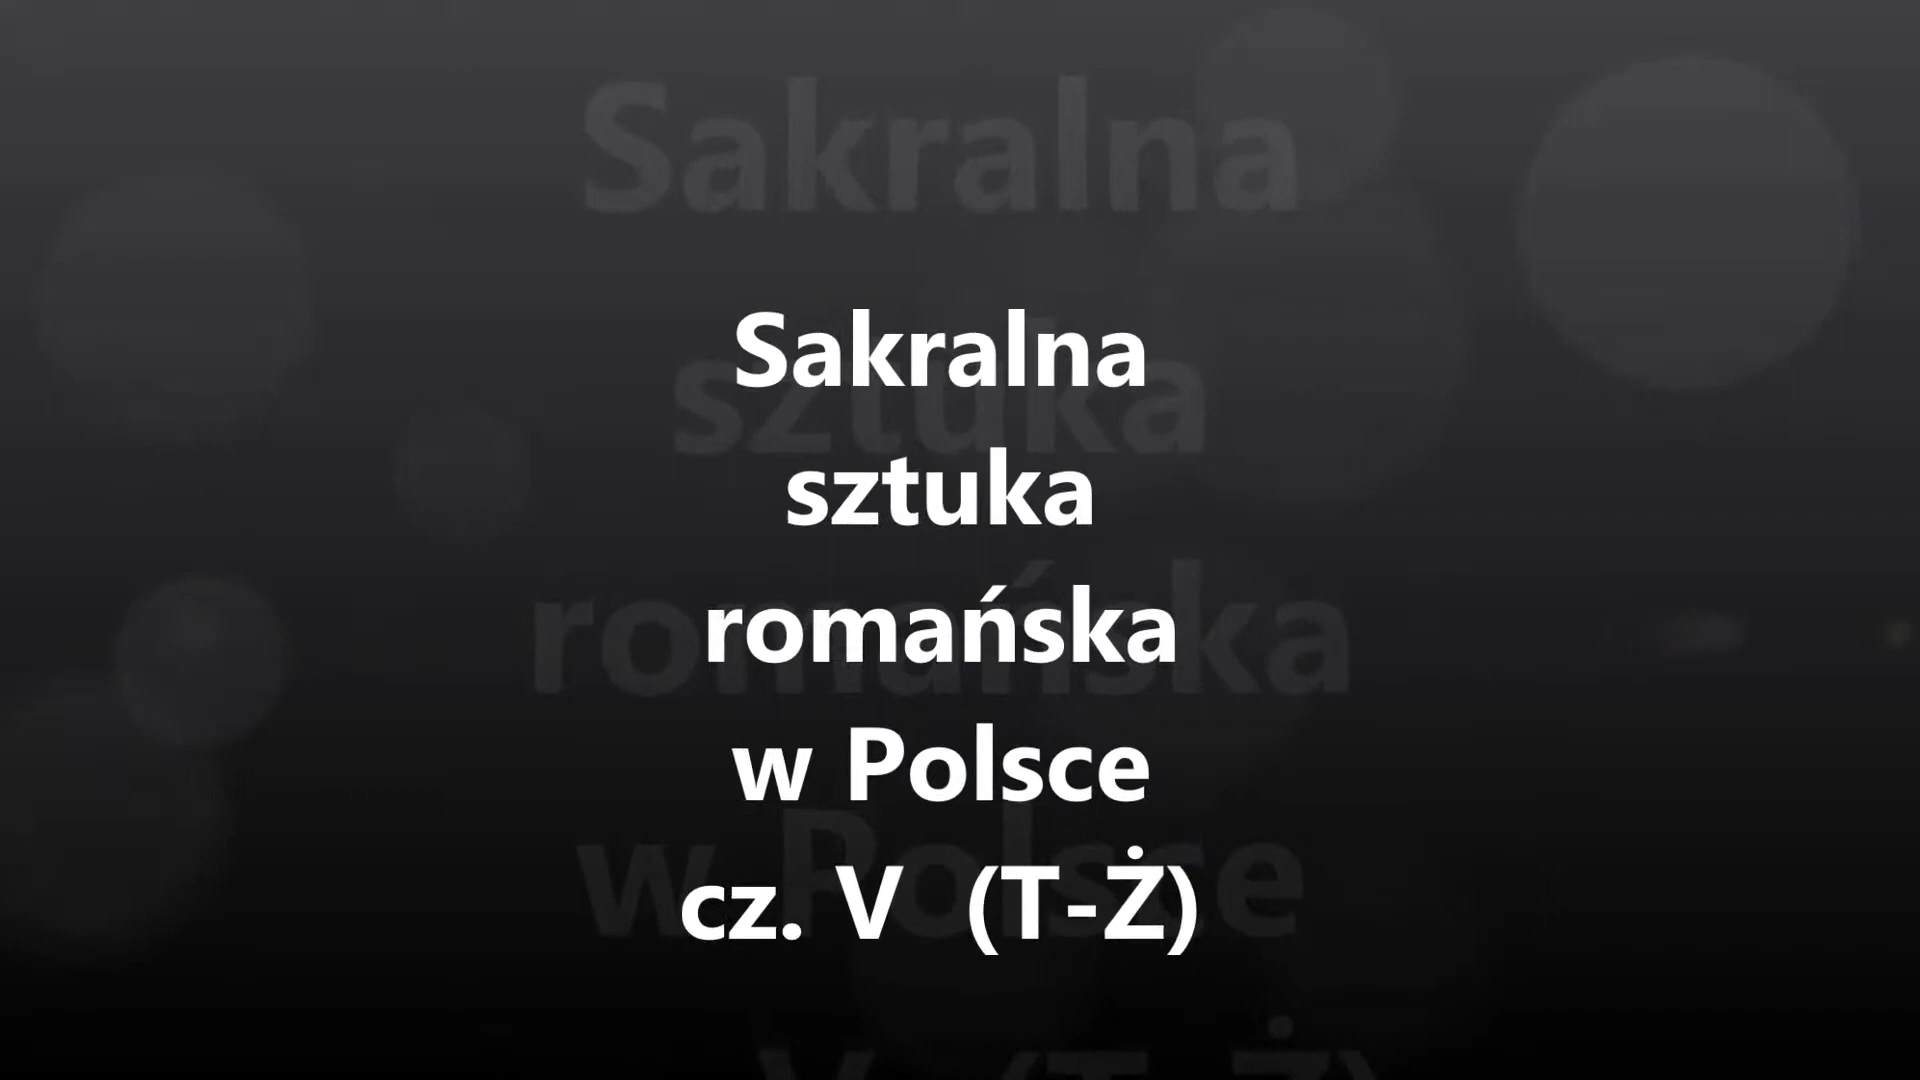 Sakralna
sztuka
romańska
w Polsce
cz. V (T-Ż)